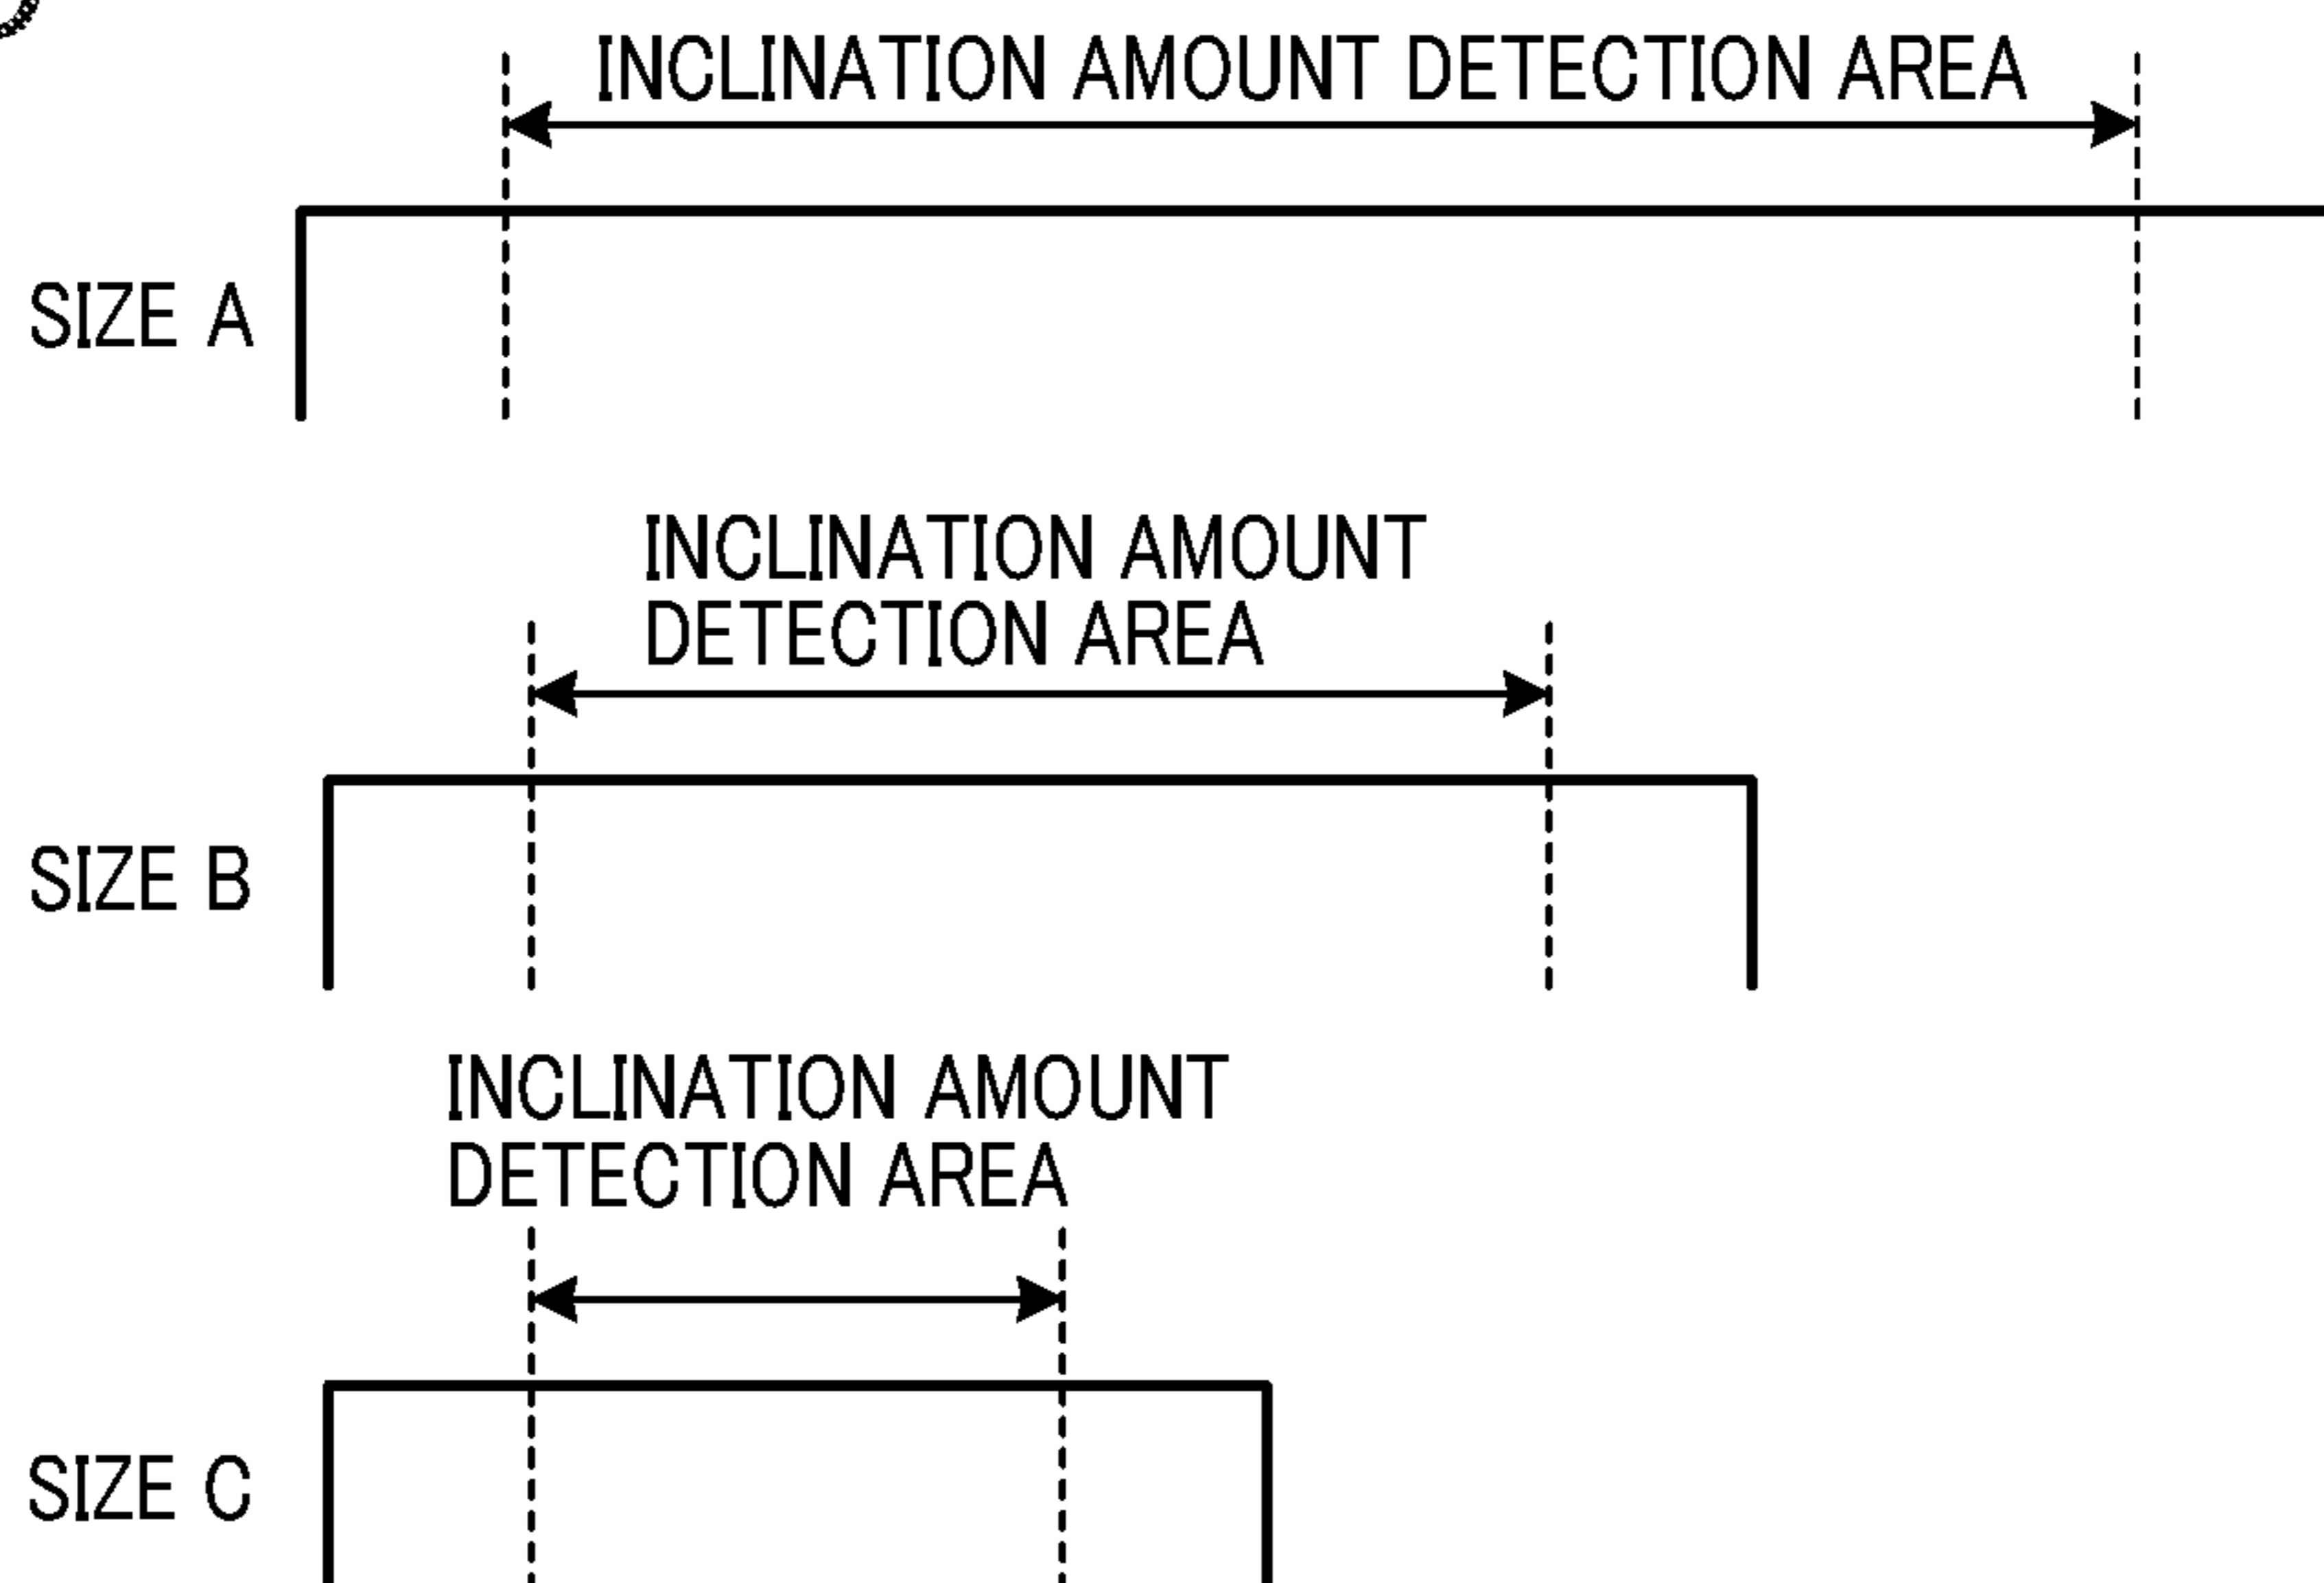 INCLINATION AMOUNT DETECTION AREA
SIZE A
INCLINATION AMOUNT
DETECTION AREA
SIZE B
INCLINATION AMOUNT
DETECTION AREA
SIZE C